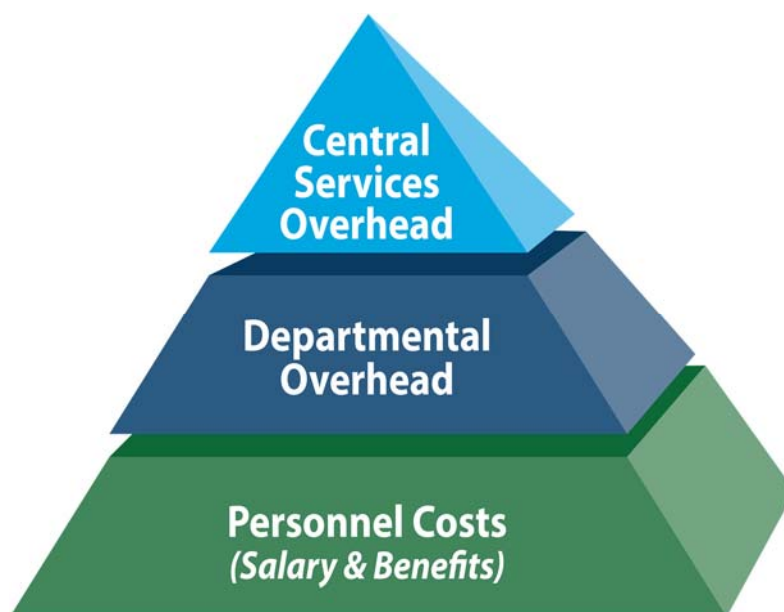 Central
Services
Overhead
Departmental
Overhead
Personnel Costs
(Salary & Benefits)